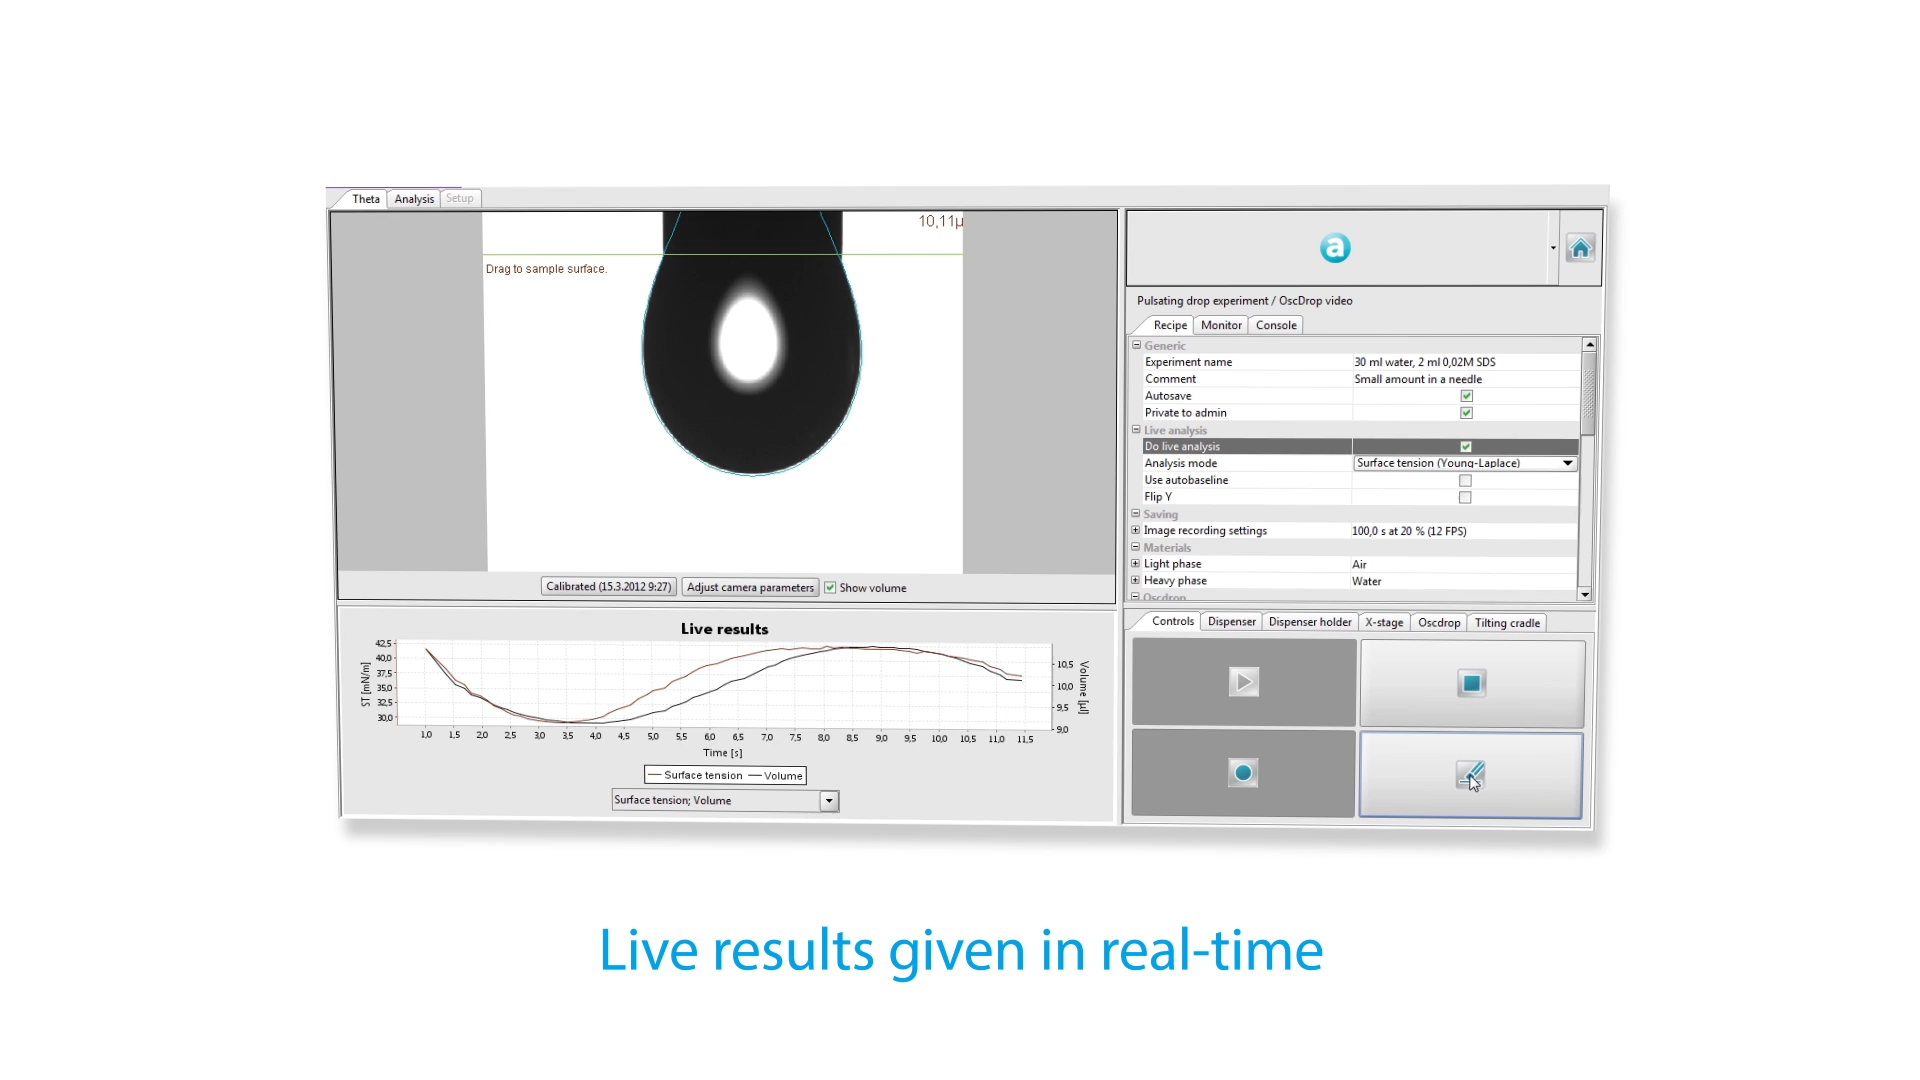 Theta Analysis Setup
10,11µ
Drag to sample surface.
Calibrated (15.3.2012 9:27) Adjust camera parameters Show volume
Live results
42,5
40,0
37,5
35,0
32,5
30,0
ST [mN/m]
10,5
10,0
9,5
9,0
Volume [µl]
1,0 1,5 2,0 2,5 3,0 3,5 4,0 4,5 5,0 5,5 6,0 6,5 7,0 7,5 8,0 8,5 9,0 9,5 10,0 10,5 11,0 11,5
Time [s]
Surface tension Volume
Surface tension; Volume
a
Pulsating drop experiment / OscDrop video
Recipe Monitor Console
Generic
Experiment name 30 ml water, 2 ml 0,02M SDS
Comment Small amount in a needle
Autosave
Private to admin
Live analysis
Do live analysis
Analysis mode Surface tension (Young-Laplace)
Use autobaseline
Flip Y
Saving
Image recording settings 100,0 s at 20 % (12 FPS)
Materials
Light phase Air
Heavy phase Water
Oscdrop
Controls Dispenser Dispenser holder X-stage Oscdrop Tilting cradle
Live results given in real-time